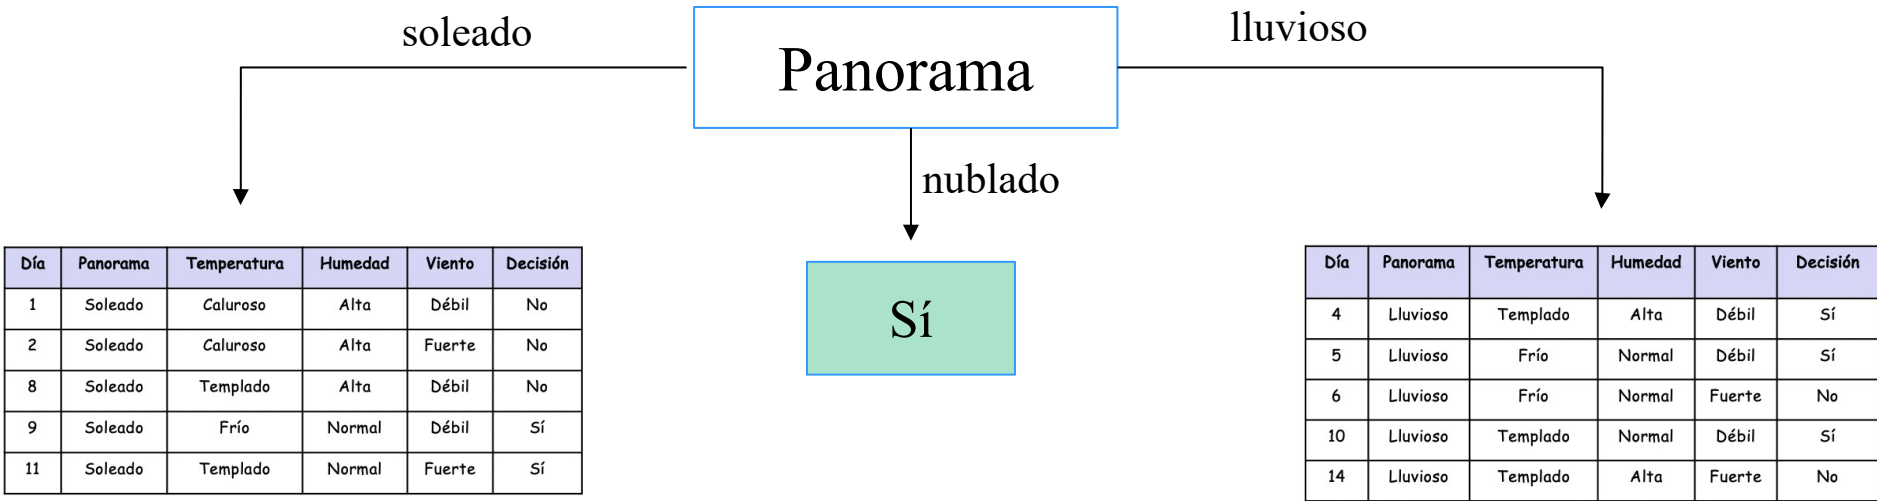 soleado
Panorama
lluvioso
nublado
Sí
Día Panorama Temperatura Humedad Viento Decisión
1 Soleado Caluroso Alta Débil No
2 Soleado Caluroso Alta Fuerte No
8 Soleado Templado Alta Débil No
9 Soleado Frío Normal Débil Sí
11 Soleado Templado Normal Fuerte Sí
Día Panorama Temperatura Humedad Viento Decisión
4 Lluvioso Templado Alta Débil Sí
5 Lluvioso Frío Normal Débil Sí
6 Lluvioso Frío Normal Fuerte No
10 Lluvioso Templado Normal Débil Sí
14 Lluvioso Templado Alta Fuerte No